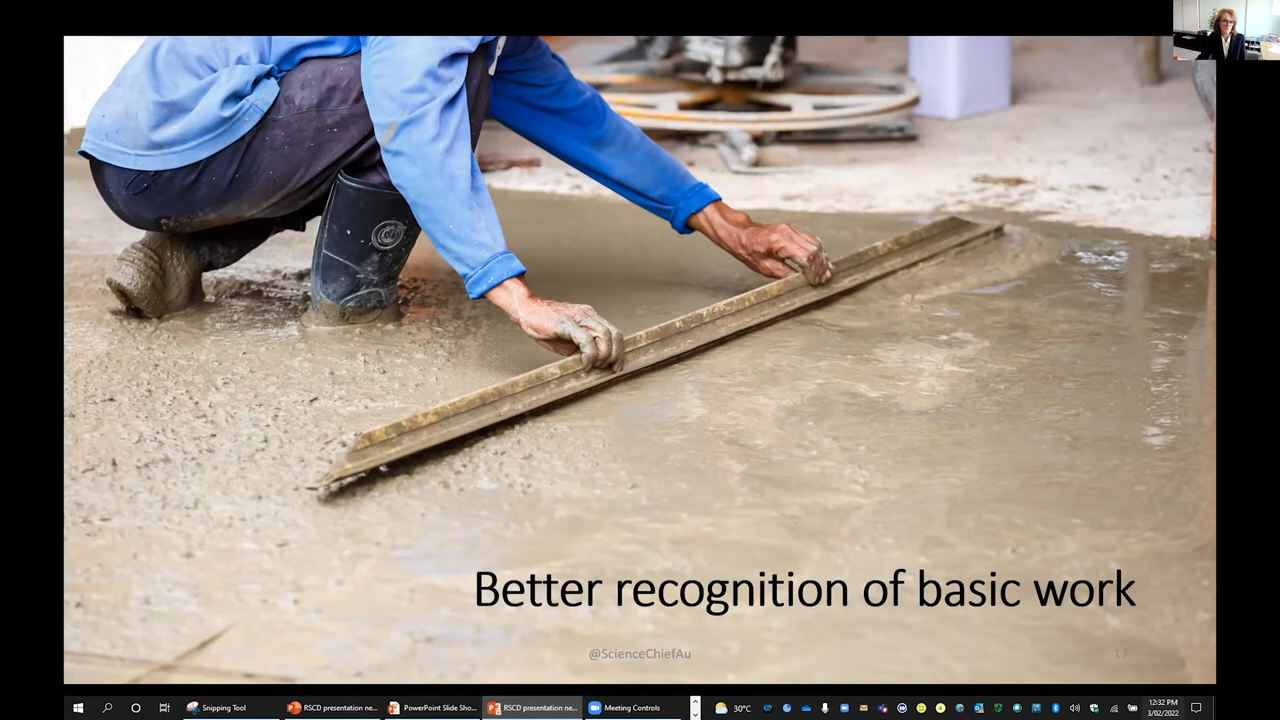 Better recognition of basic work
@ScienceChiefAu
17
Snipping Tool
RSCD presentation ne...
PowerPoint Slide Sho...
RSCD presentation ne...
Meeting Controls
30°C
12:32 PM
3/02/2022